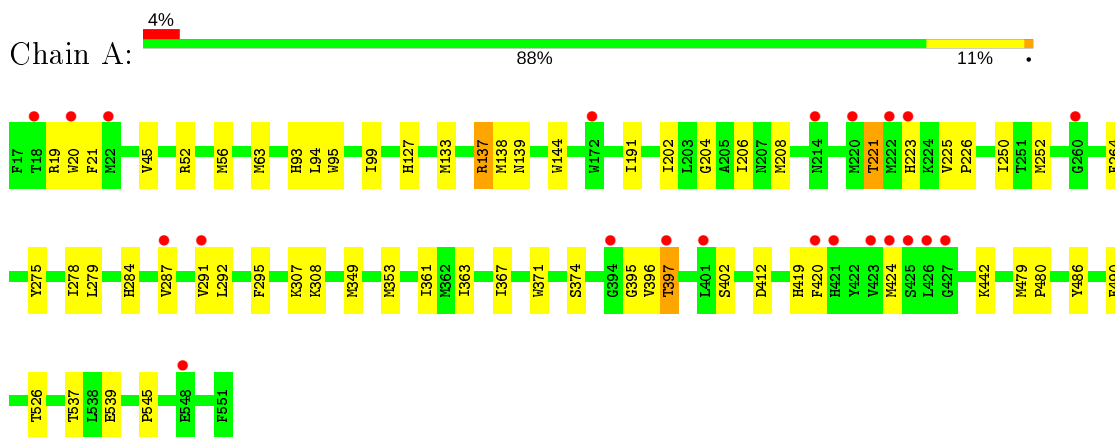 4%
Chain A:
88% 11% •
F17 T18 R19 W20 F21 M22 V45 R52 M56 M63 H93 L94 W95 I99 H127 M133 R137 M138 N139 W144 W172 I191 I202 L203 G204 A205 I206 N207 M208 N214 M220 T221 M222 H223 K224 V225 P226 I250 T251 M252 G260
Y275 I278 L279 H284 V287 V291 L292 F295 K307 K308 M349 M353 I361 M362 I363 I367 W371 S374 G394 G395 V396 T397 L401 S402 D412 H419 F420 H421 Y422 V423 M424 S425 L426 G427 K442 M479 P480 Y486
T526 T537 L538 E539 P545 E548 F551